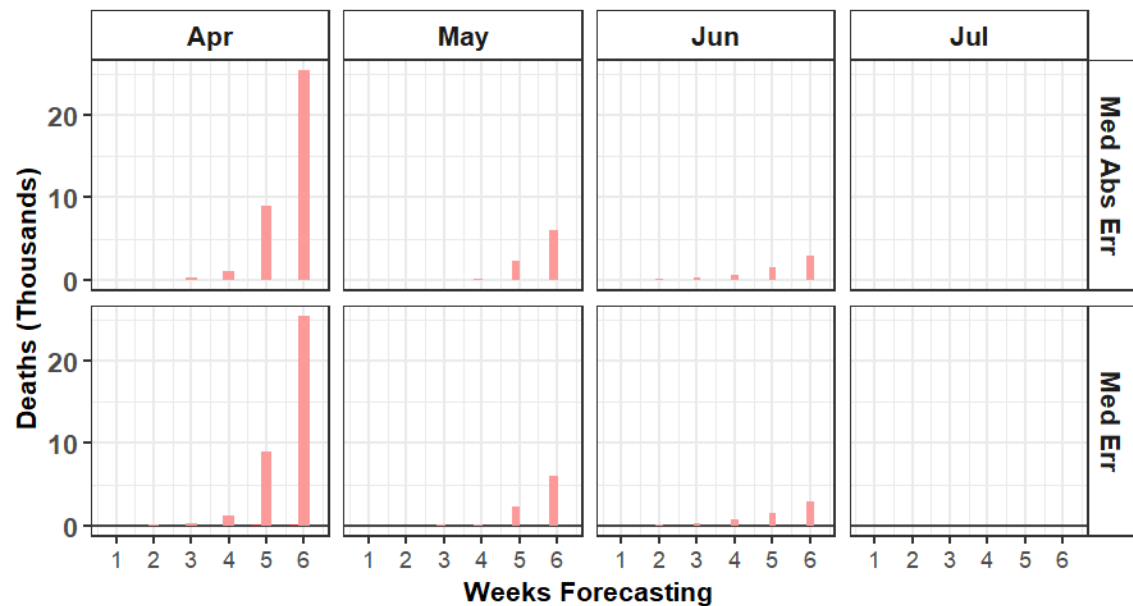 Apr May Jun Jul
20
10
0
Med Abs Err
Deaths (Thousands)
20
10
0
Med Err
1 2 3 4 5 6 1 2 3 4 5 6 1 2 3 4 5 6 1 2 3 4 5 6
Weeks Forecasting